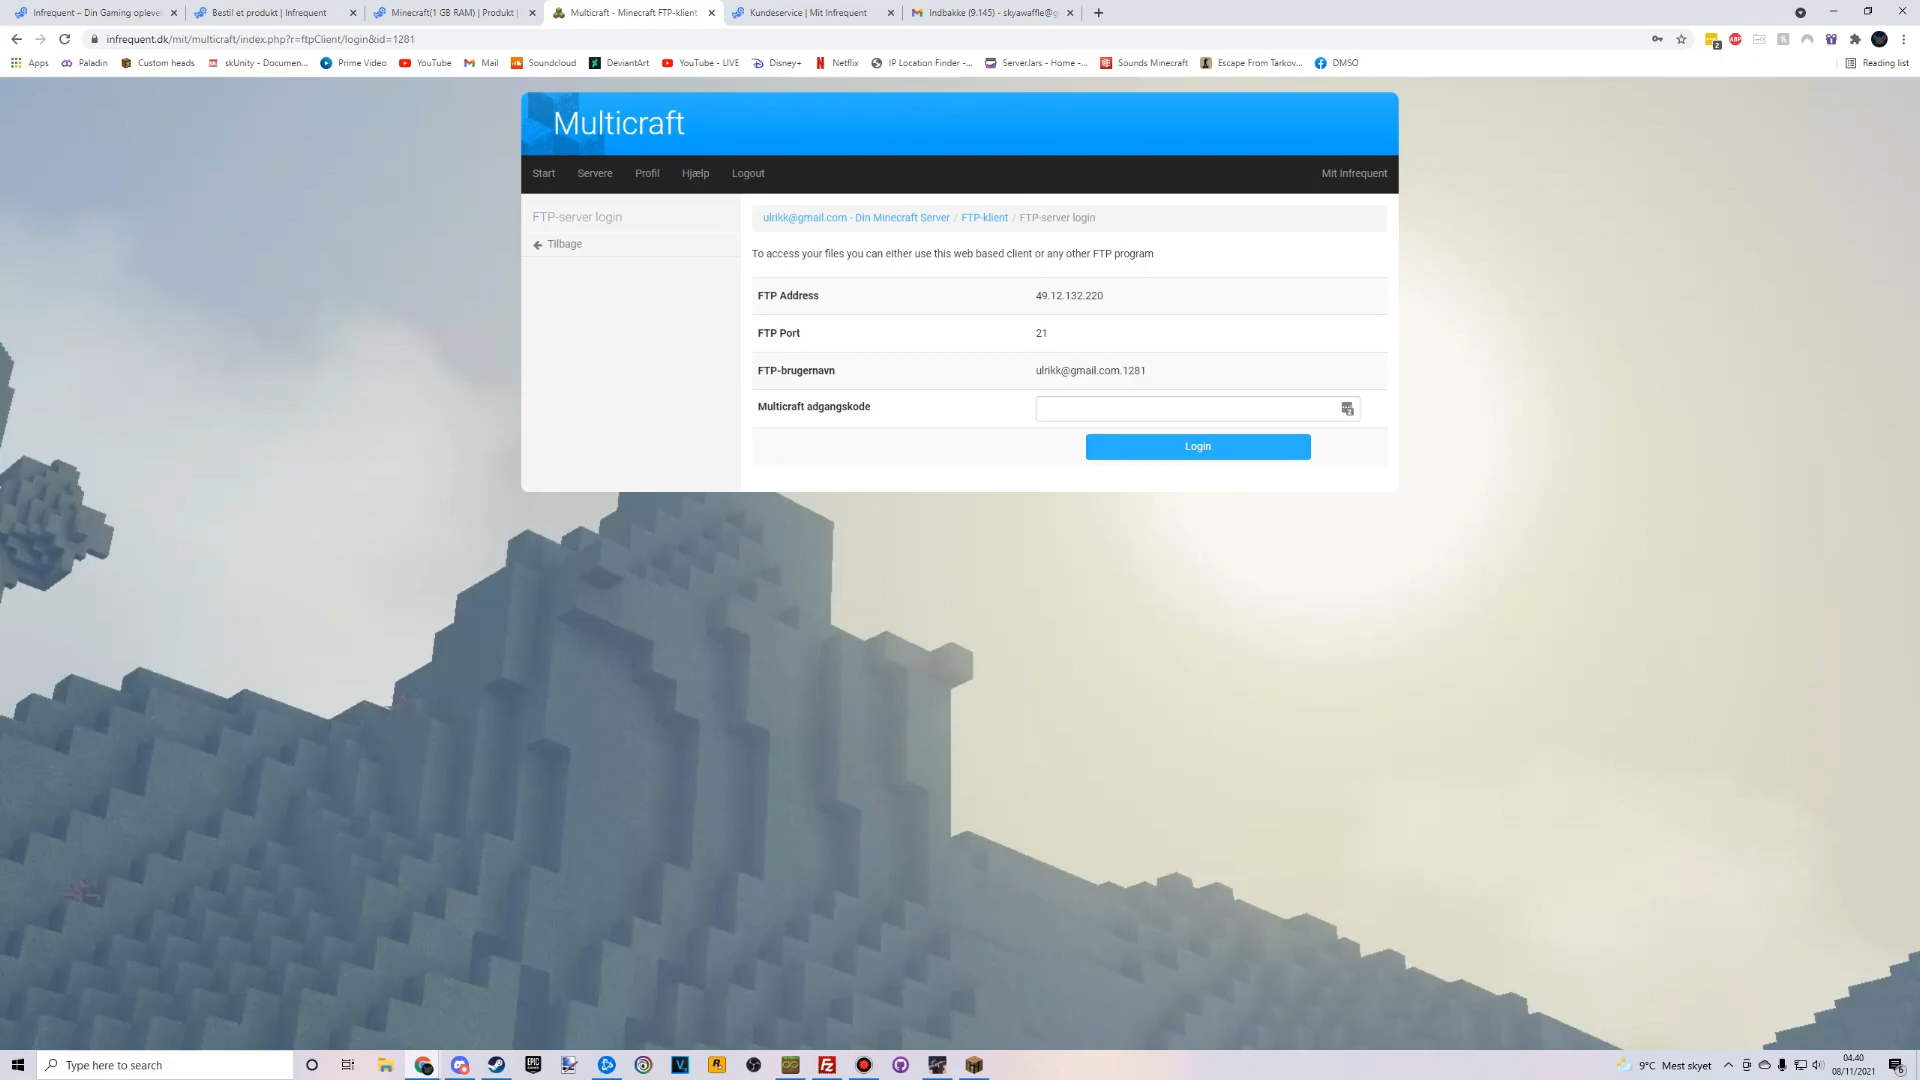 Infrequent – Din Gaming oplevel
Bestil et produkt | Infrequent
Minecraft(1 GB RAM) | Produkt |
Multicraft - Minecraft FTP-klient
Kundeservice | Mit Infrequent
Indbakke (9.145) - skyawaffle@g
infrequent.dk/mit/multicraft/index.php?r=ftpClient/login&id=1281
2
ABP
Apps
Paladin
Custom heads
skUnity - Documen...
Prime Video
YouTube
Mail
Soundcloud
DeviantArt
YouTube - LIVE
Disney+
Netflix
IP Location Finder -...
ServerJars - Home -...
Sounds Minecraft
Escape From Tarkov...
DMSO
Reading list
Multicraft
Start
Servere
Profil
Hjælp
Logout
Mit Infrequent
FTP-server login
Tilbage
ulrikk@gmail.com - Din Minecraft Server / FTP-klient / FTP-server login
To access your files you can either use this web based client or any other FTP program
FTP Address 49.12.132.220
FTP Port 21
FTP-brugernavn ulrikk@gmail.com.1281
Multicraft adgangskode
Login
Type here to search
EPIC GAMES
9°C Mest skyet
04.40
08/11/2021
6